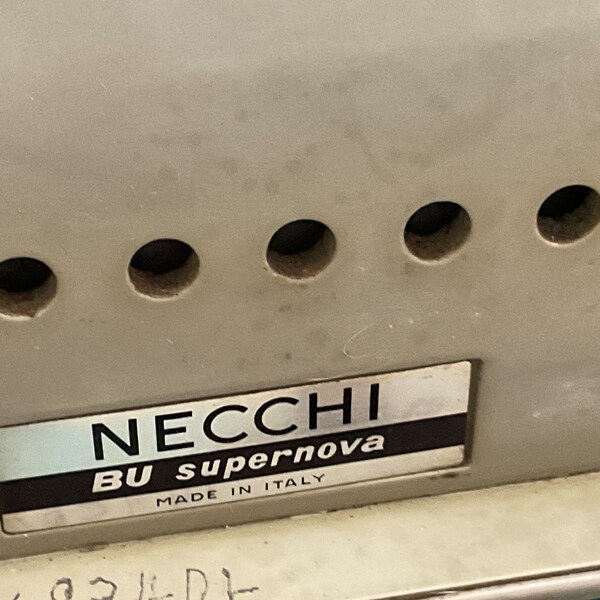 NECCHI
BU supernova
MADE IN ITALY